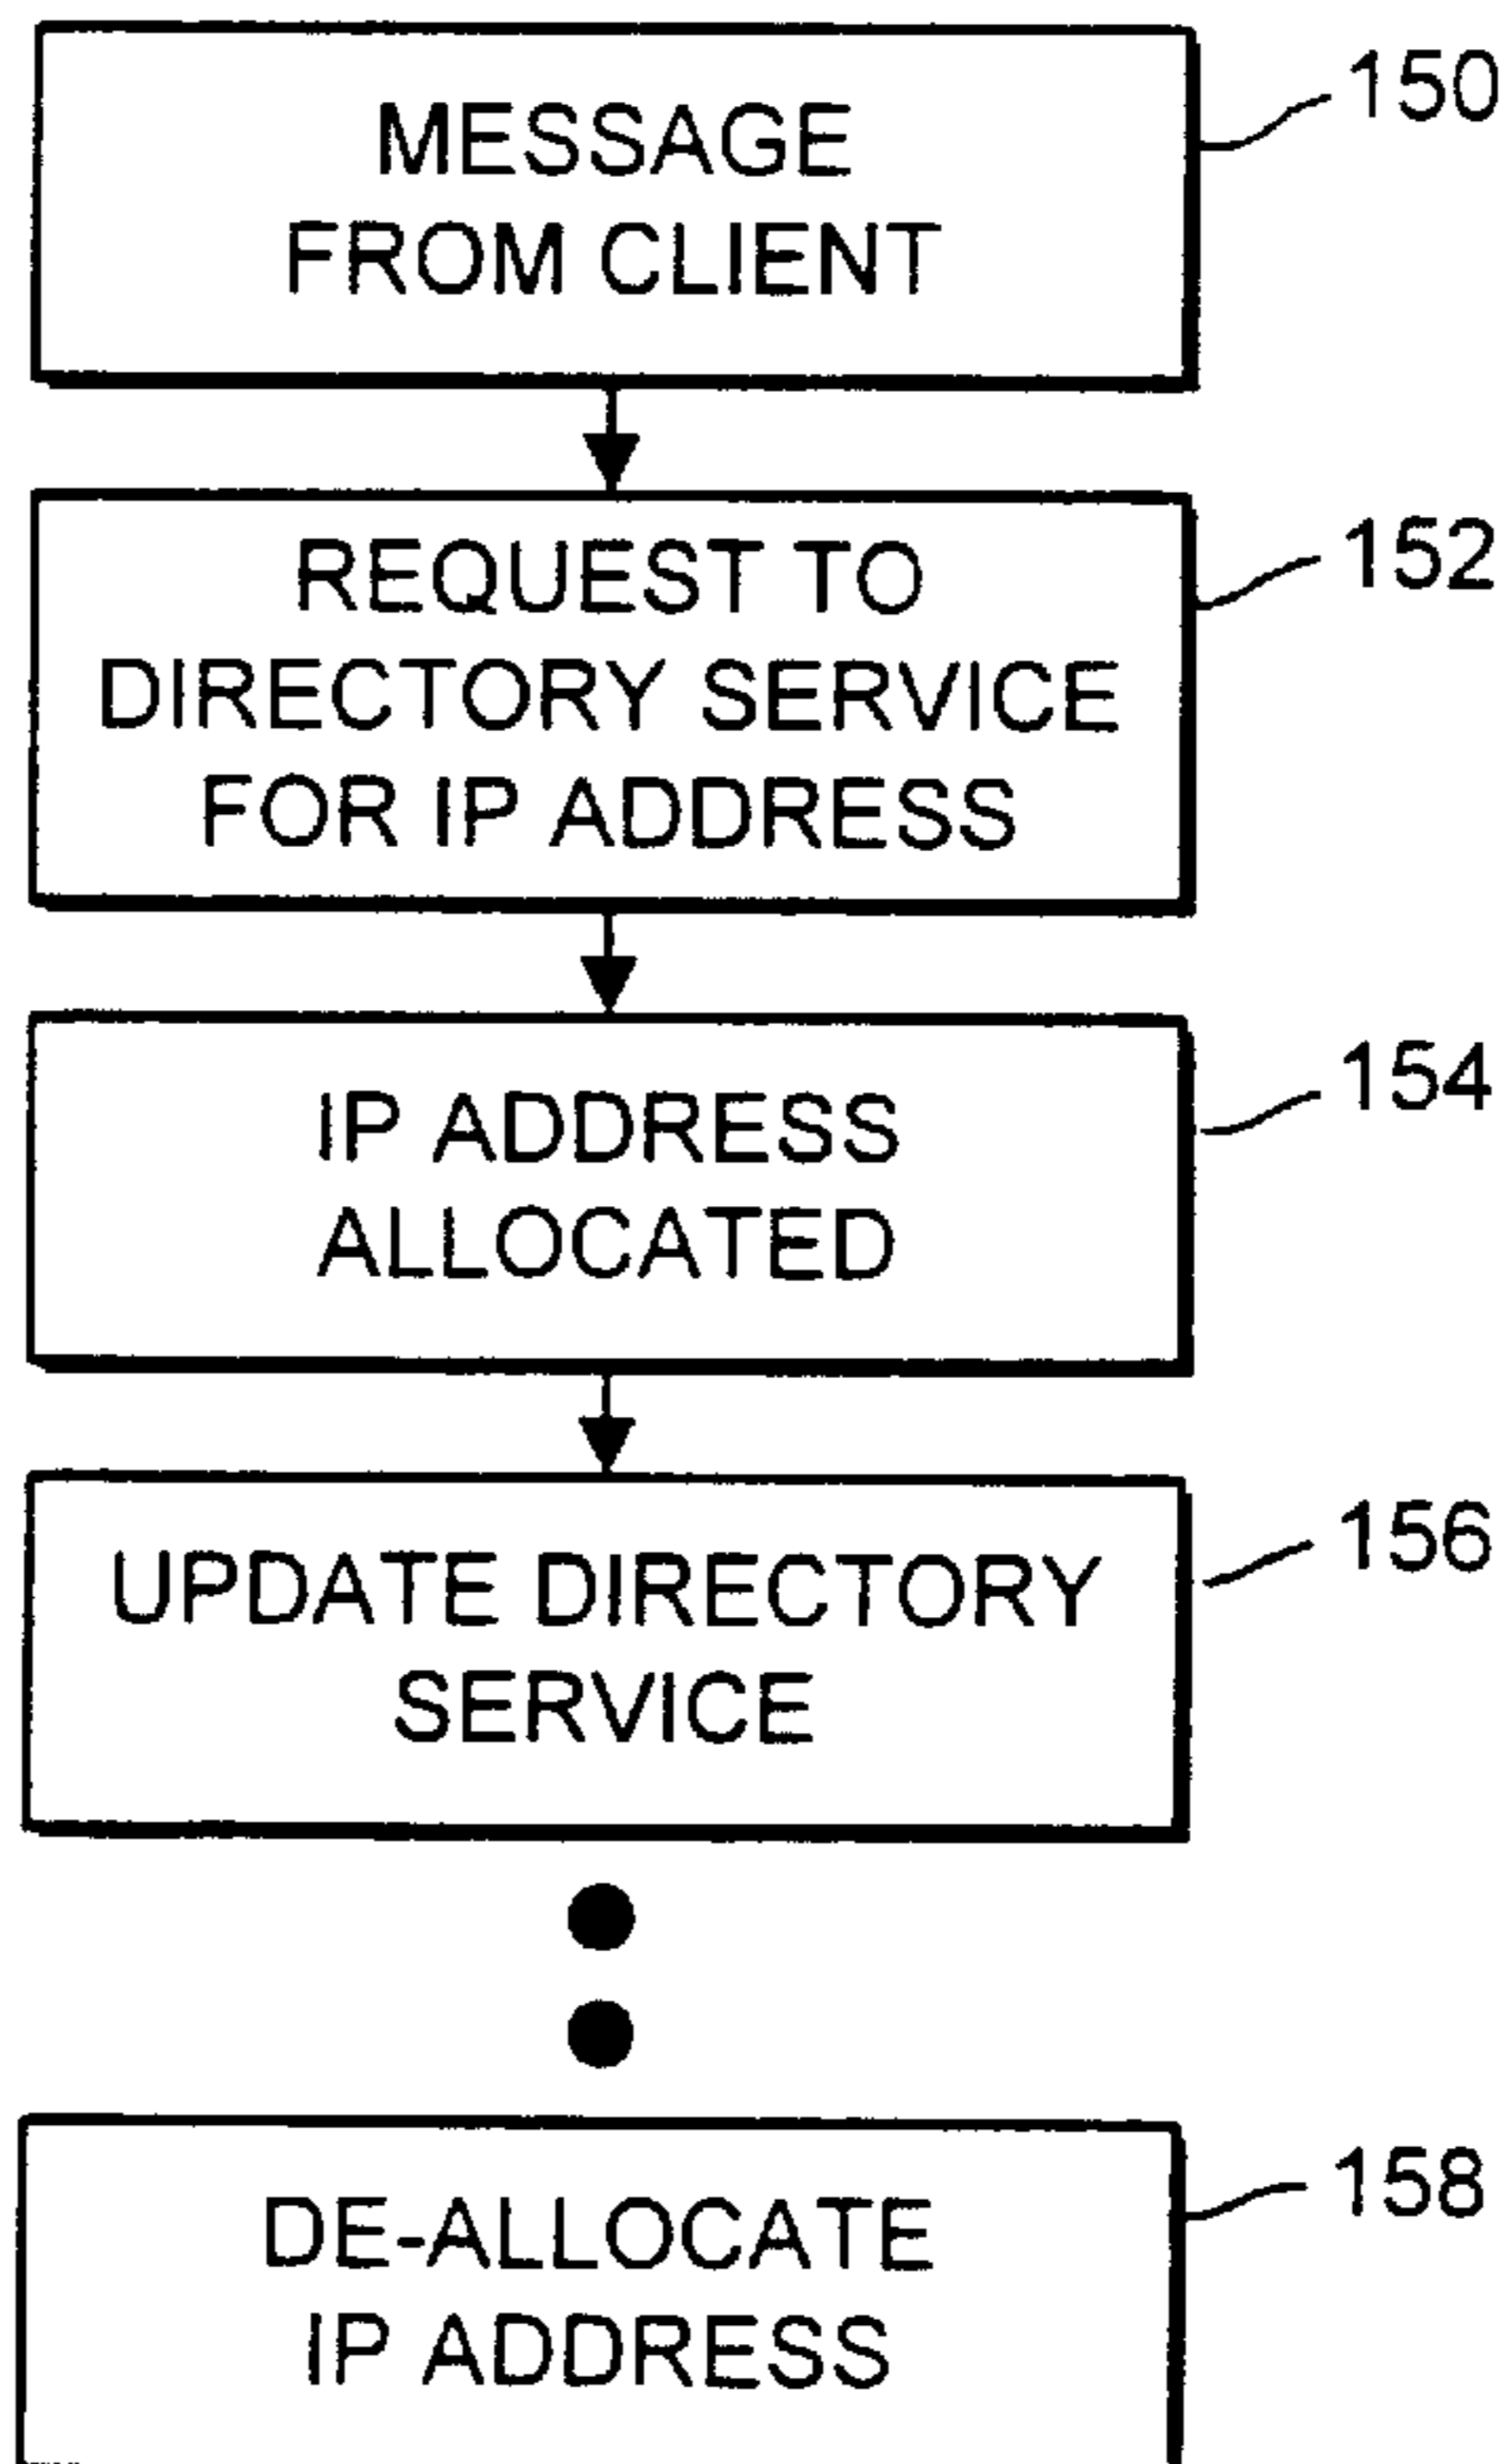 MESSAGE
FROM CLIENT
150
REQUEST TO
DIRECTORY SERVICE
FOR IP ADDRESS
152
IP ADDRESS
ALLOCATED
154
UPDATE DIRECTORY
SERVICE
156
DE-ALLOCATE
IP ADDRESS
158